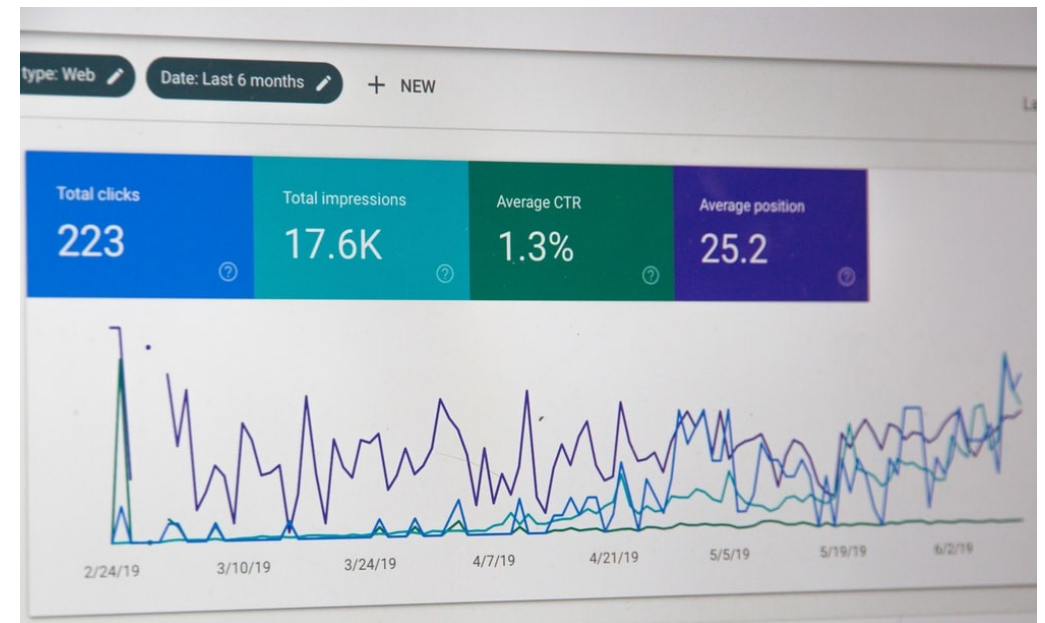 type: Web
Date: Last 6 months
+ NEW
Total clicks
Total impressions
Average CTR
Average position
223
17.6K
1.3%
25.2
2/24/19
3/10/19
3/24/19
4/7/19
4/21/19
5/5/19
5/19/19
6/2/19